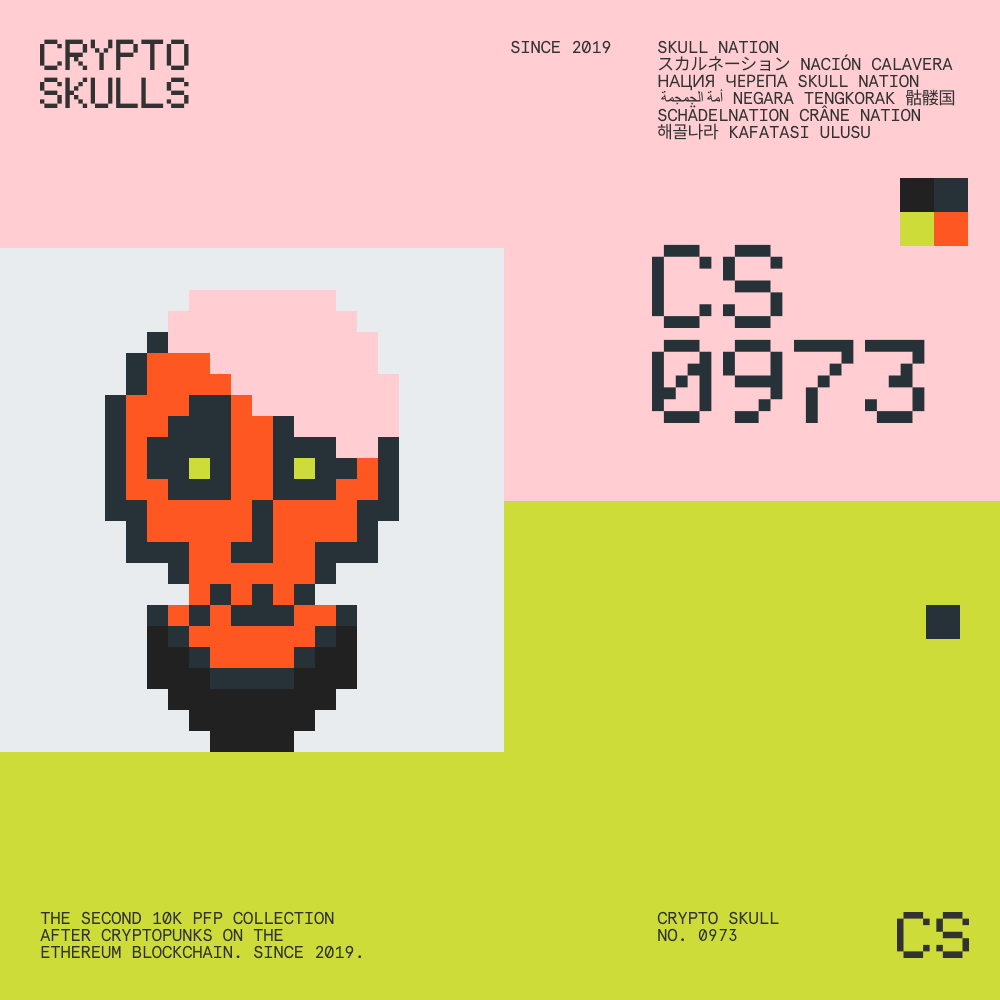 CRYPTO
SKULLS
SINCE 2019
SKULL NATION
スカルネーション NACIÓN CALAVERA
НАЦИЯ ЧЕРЕПА SKULL NATION
أمة الجمجمة NEGARA TENGKORAK 骷髅国
SCHÄDELNATION CRÂNE NATION
해골나라 KAFATASI ULUSU
CS
0973
THE SECOND 10K PFP COLLECTION
AFTER CRYPTOPUNKS ON THE
ETHEREUM BLOCKCHAIN. SINCE 2019.
CRYPTO SKULL
NO. 0973
CS